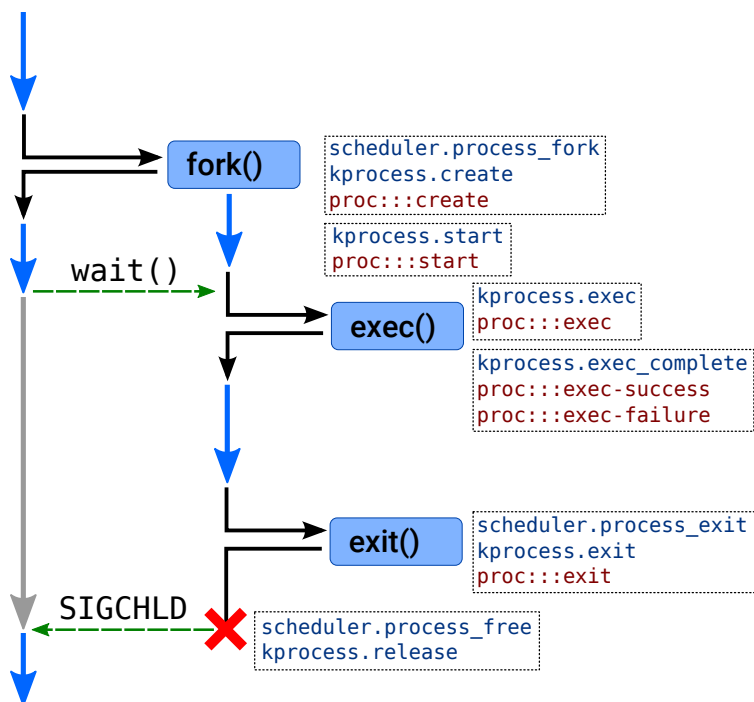 fork()
scheduler.process_fork
kprocess.create
proc:::create
kprocess.start
proc:::start
wait()
exec()
kprocess.exec
proc:::exec
kprocess.exec_complete
proc:::exec-success
proc:::exec-failure
exit()
scheduler.process_exit
kprocess.exit
proc:::exit
SIGCHLD
scheduler.process_free
kprocess.release